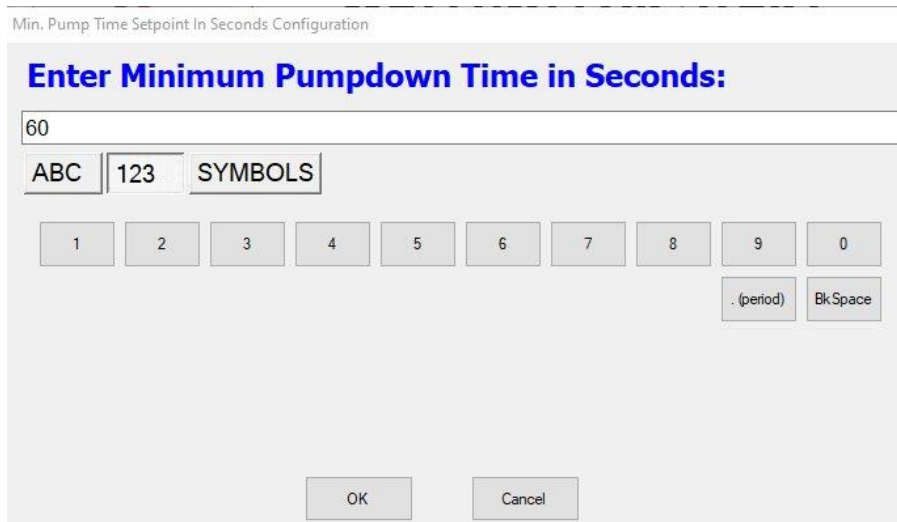 Min. Pump Time Setpoint In Seconds Configuration
Enter Minimum Pumpdown Time in Seconds:
60
ABC 123 SYMBOLS
1 2 3 4 5 6 7 8 9 0
. (period) BkSpace
OK Cancel